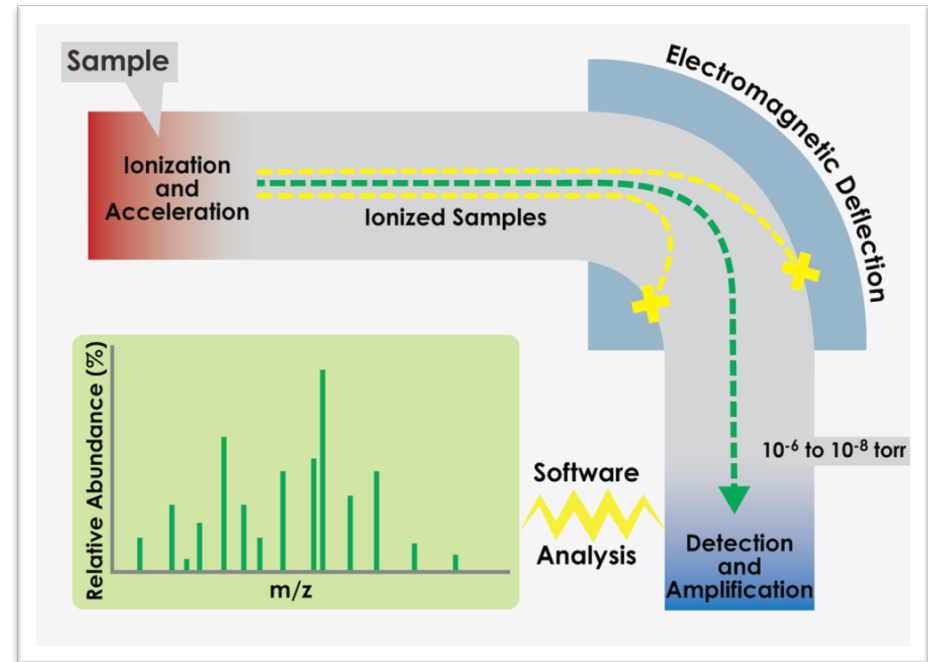 Sample
Electromagnetic Deflection
Ionization
and
Acceleration
Ionized Samples
10⁻⁶ to 10⁻⁸ torr
Relative Abundance (%)
m/z
Software
Analysis
Detection
and
Amplification